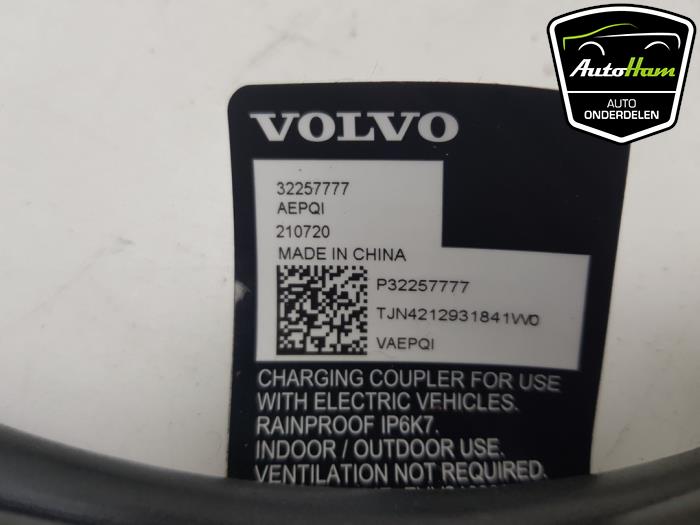 AutoHam
AUTO
ONDERDELEN
VOLVO
32257777
AEPQI
210720
MADE IN CHINA
P32257777
TJN4212931841VV0
VAEPQI
CHARGING COUPLER FOR USE
WITH ELECTRIC VEHICLES.
RAINPROOF IP6K7.
INDOOR / OUTDOOR USE.
VENTILATION NOT REQUIRED.